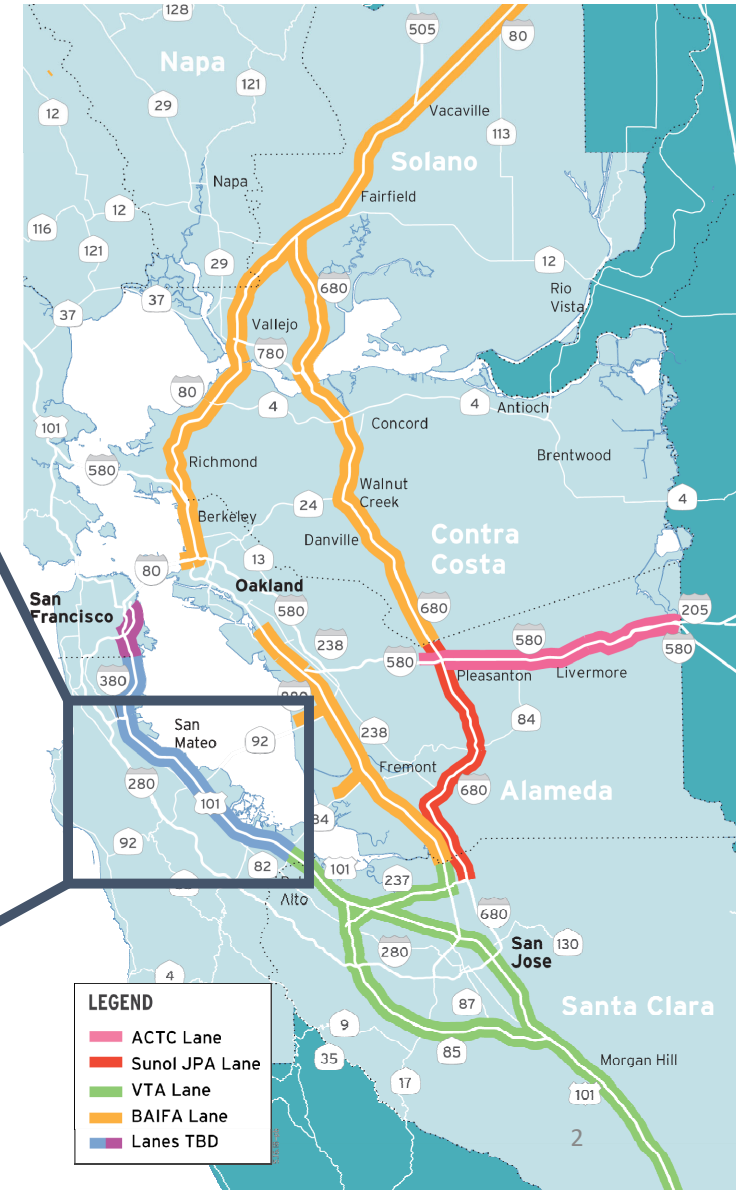 128
505
80
Napa
121
29
12
Vacaville
113
Solano
Napa
Fairfield
12
116
121
29
12
680
Rio
Vista
37
37
Vallejo
780
80
4
4
Antioch
Concord
101
Brentwood
580
Richmond
Walnut
Creek
4
24
Berkeley
Contra
Costa
Danville
13
80
Oakland
San
Francisco
580
680
205
238
580
580
580
Pleasanton
Livermore
380
San
Mateo
84
92
238
Fremont
280
680
Alameda
101
84
92
82
101
237
Alto
680
San
Jose
130
280
4
87
Santa Clara
LEGEND
9
ACTC Lane
35
85
Morgan Hill
Sunol JPA Lane
17
101
VTA Lane
BAIFA Lane
Lanes TBD
2